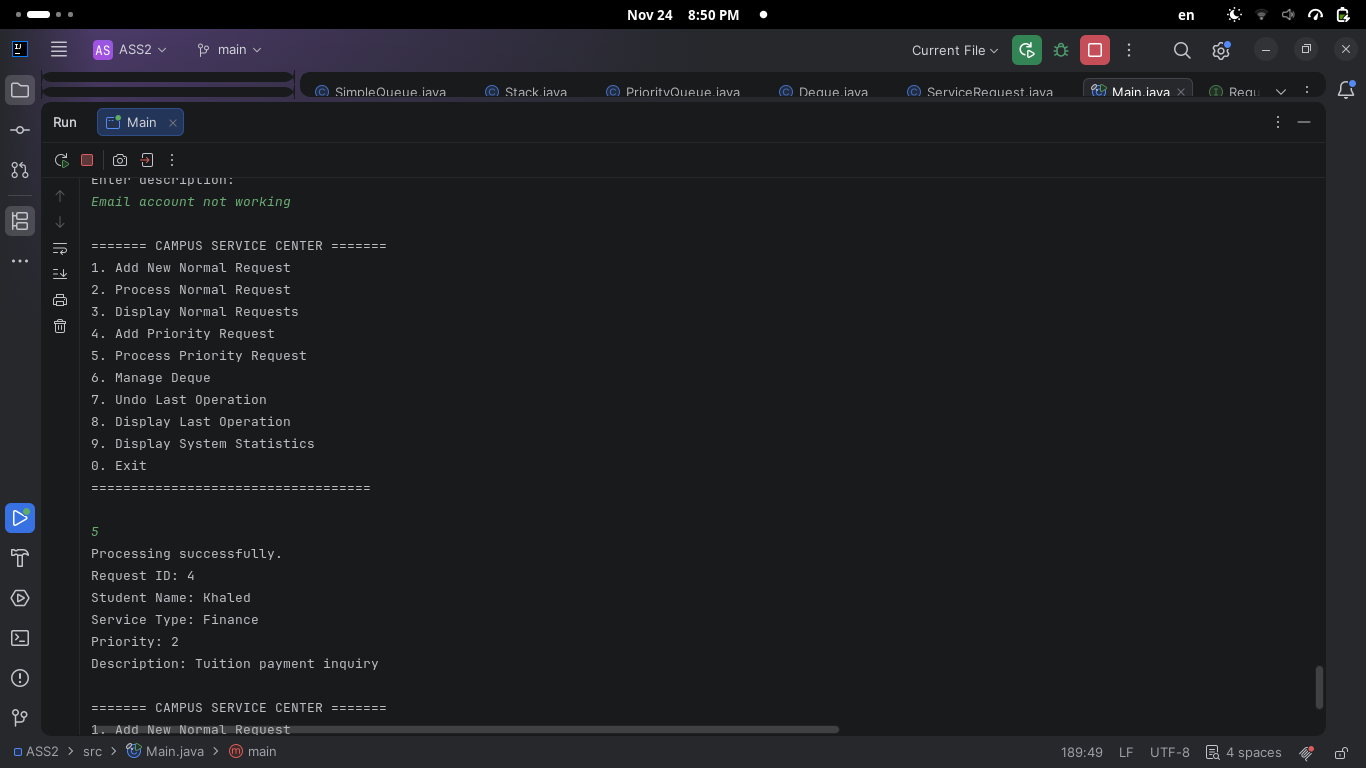 Nov 24 8:50 PM
en
AS ASS2
main
Current File
SimpleQueue.java
Stack.java
PriorityQueue.java
Deque.java
ServiceRequest.java
Main.java
Requ
Run
Main
Enter description:
Email account not working
======= CAMPUS SERVICE CENTER =======
1. Add New Normal Request
2. Process Normal Request
3. Display Normal Requests
4. Add Priority Request
5. Process Priority Request
6. Manage Deque
7. Undo Last Operation
8. Display Last Operation
9. Display System Statistics
0. Exit
===================================
5
Processing successfully.
Request ID: 4
Student Name: Khaled
Service Type: Finance
Priority: 2
Description: Tuition payment inquiry
======= CAMPUS SERVICE CENTER =======
1. Add New Normal Request
ASS2 > src > Main.java > main
189:49 LF UTF-8 4 spaces